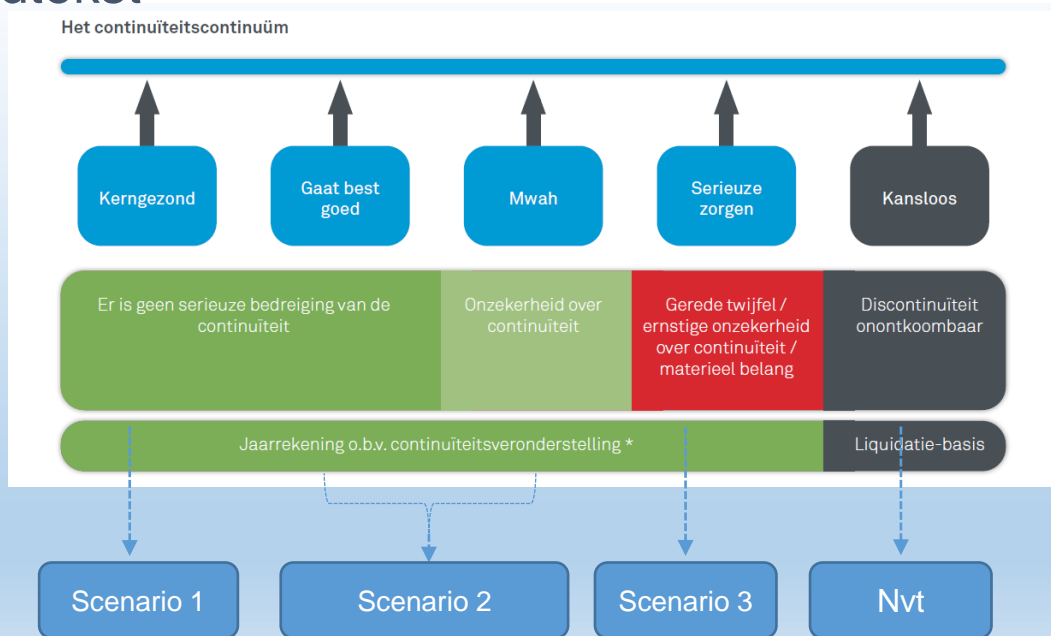 Het continuïteitscontinuüm
Kerngezond
Gaat best
goed
Mwah
Serieuze
zorgen
Kansloos
Er is geen serieuze bedreiging van de
continuïteit
Onzekerheid over
continuïteit
Gerede twijfel /
ernstige onzekerheid
over continuïteit /
materieel belang
Discontinuïteit
onontkoombaar
Jaarrekening o.b.v. continuïteitsveronderstelling *
Liquidatie-basis
Scenario 1
Scenario 2
Scenario 3
Nvt